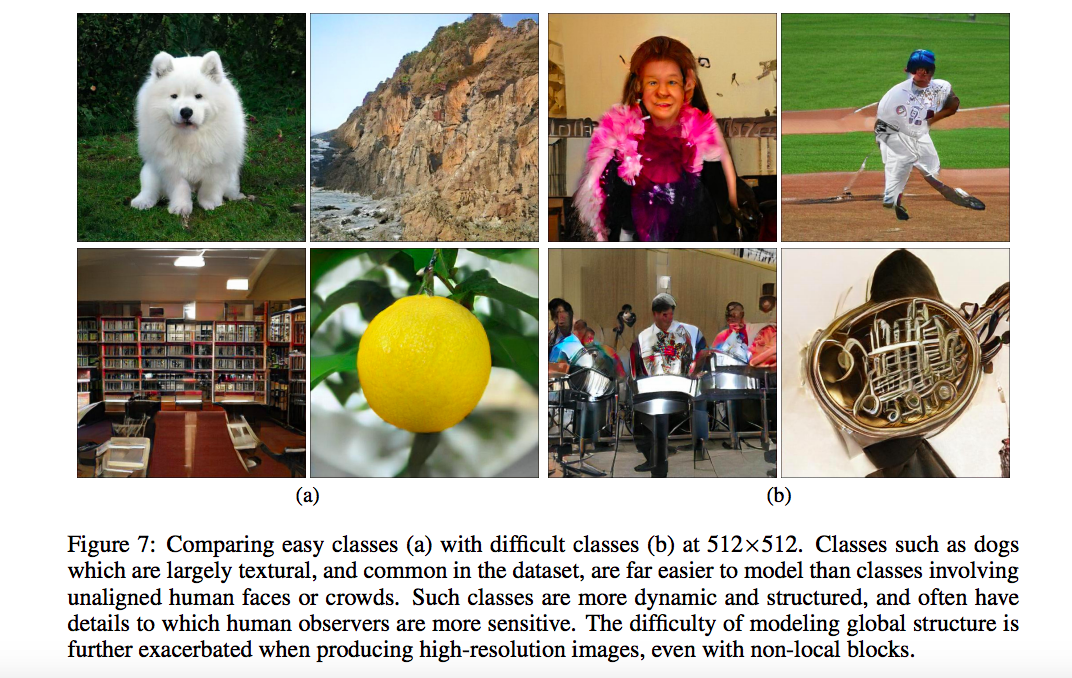 (a)
(b)
Figure 7: Comparing easy classes (a) with difficult classes (b) at 512×512. Classes such as dogs
which are largely textural, and common in the dataset, are far easier to model than classes involving
unaligned human faces or crowds. Such classes are more dynamic and structured, and often have
details to which human observers are more sensitive. The difficulty of modeling global structure is
further exacerbated when producing high-resolution images, even with non-local blocks.